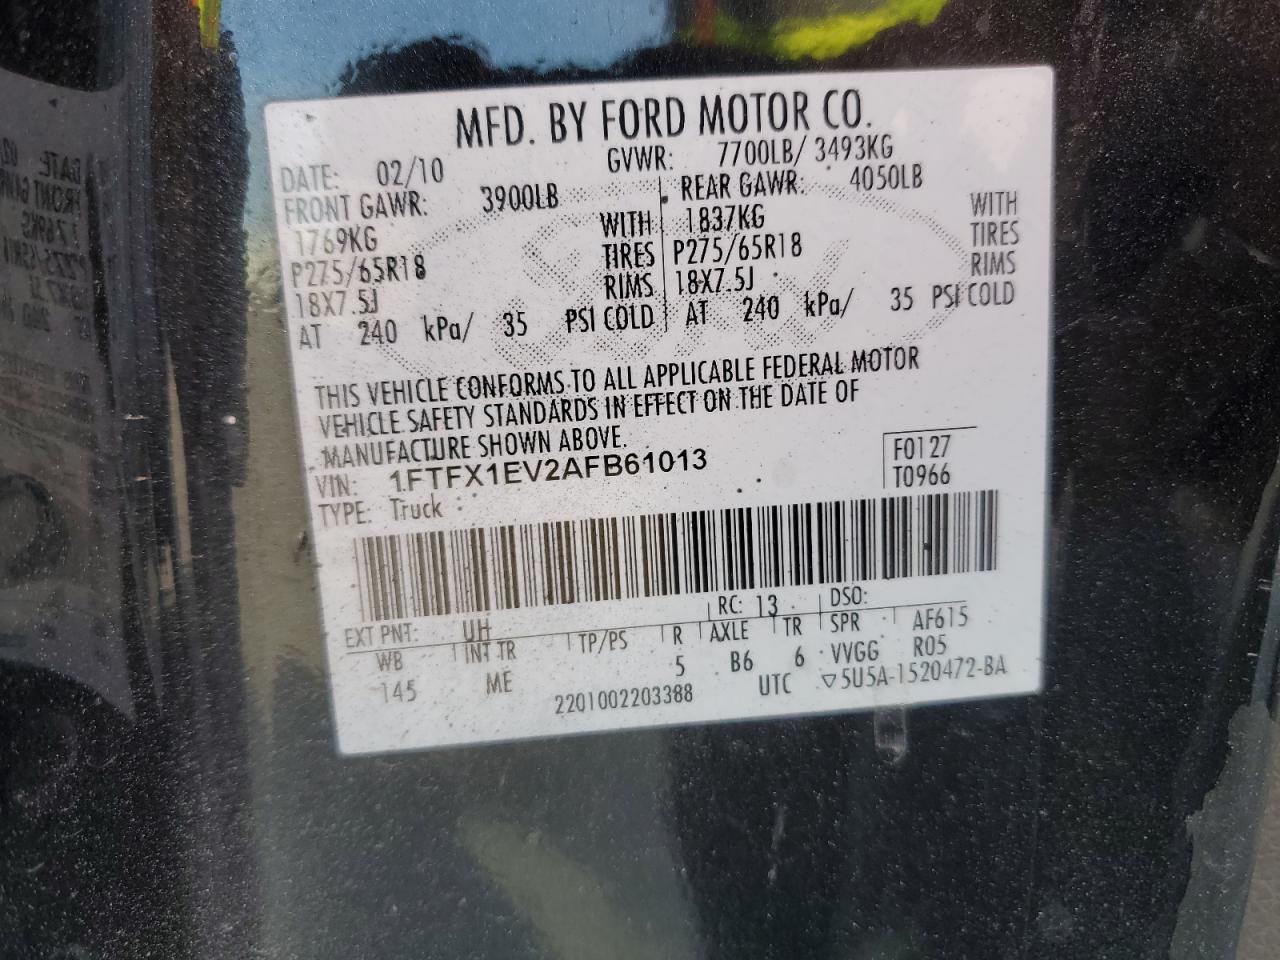 MFD. BY FORD MOTOR CO.
DATE: 02/10 GVWR: 7700LB/ 3493KG
FRONT GAWR: 3900LB REAR GAWR: 4050LB
1769KG WITH 1837KG WITH
P275/65R18 TIRES P275/65R18 TIRES
18X7.5J RIMS 18X7.5J RIMS
AT 240 kPa/ 35 PSI COLD AT 240 kPa/ 35 PSI COLD
THIS VEHICLE CONFORMS TO ALL APPLICABLE FEDERAL MOTOR
VEHICLE SAFETY STANDARDS IN EFFECT ON THE DATE OF
MANUFACTURE SHOWN ABOVE.
VIN: 1FTFX1EV2AFB61013 F0127
TYPE: Truck T0966
EXT PNT: UH RC: 13 DSO:
WB INT TR TP/PS R AXLE TR SPR AF615
145 ME 5 B6 6 VVGG R05
2201002203388 UTC ▽5U5A-1520472-BA